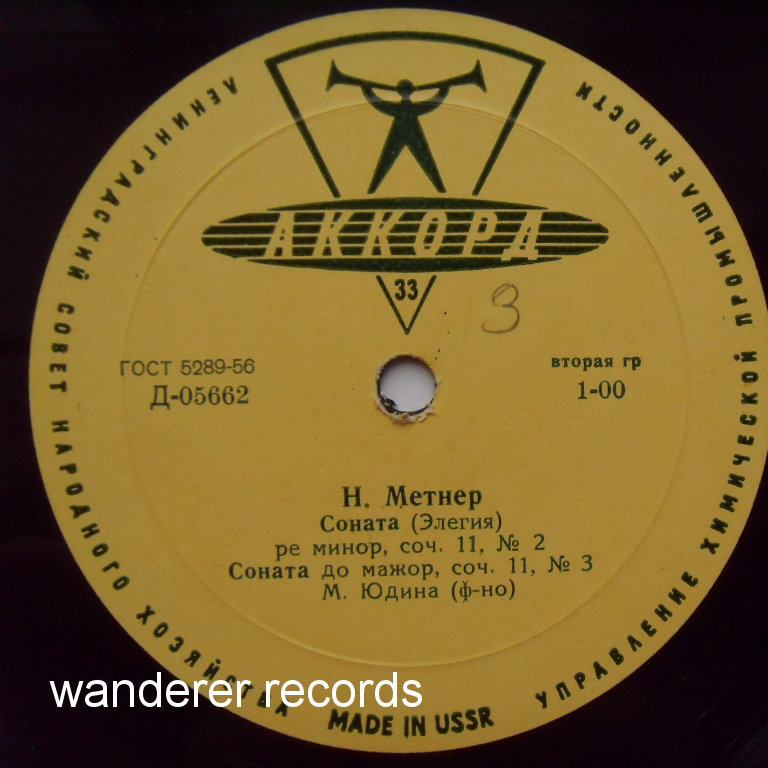 ЛЕНИНГРАДСКИЙ СОВЕТ НАРОДНОГО ХОЗЯЙСТВА
УПРАВЛЕНИЕ ХИМИЧЕСКОЙ ПРОМЫШЛЕННОСТИ
АККОРД
33
3
ГОСТ 5289-56
Д-05662
вторая гр
1-00
Н. Метнер
Соната (Элегия)
ре минор, соч. 11, № 2
Соната до мажор, соч. 11, № 3
М. Юдина (ф-но)
wanderer records
MADE IN USSR